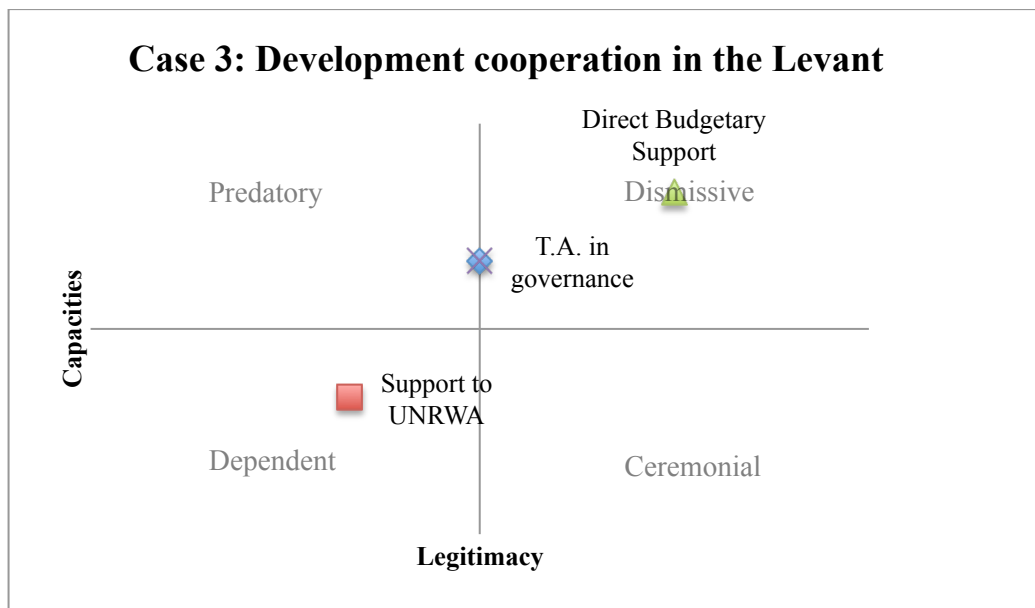 Case 3: Development cooperation in the Levant
Direct Budgetary
Support
Predatory
Dismissive
T.A. in
governance
Capacities
Support to
UNRWA
Dependent
Ceremonial
Legitimacy